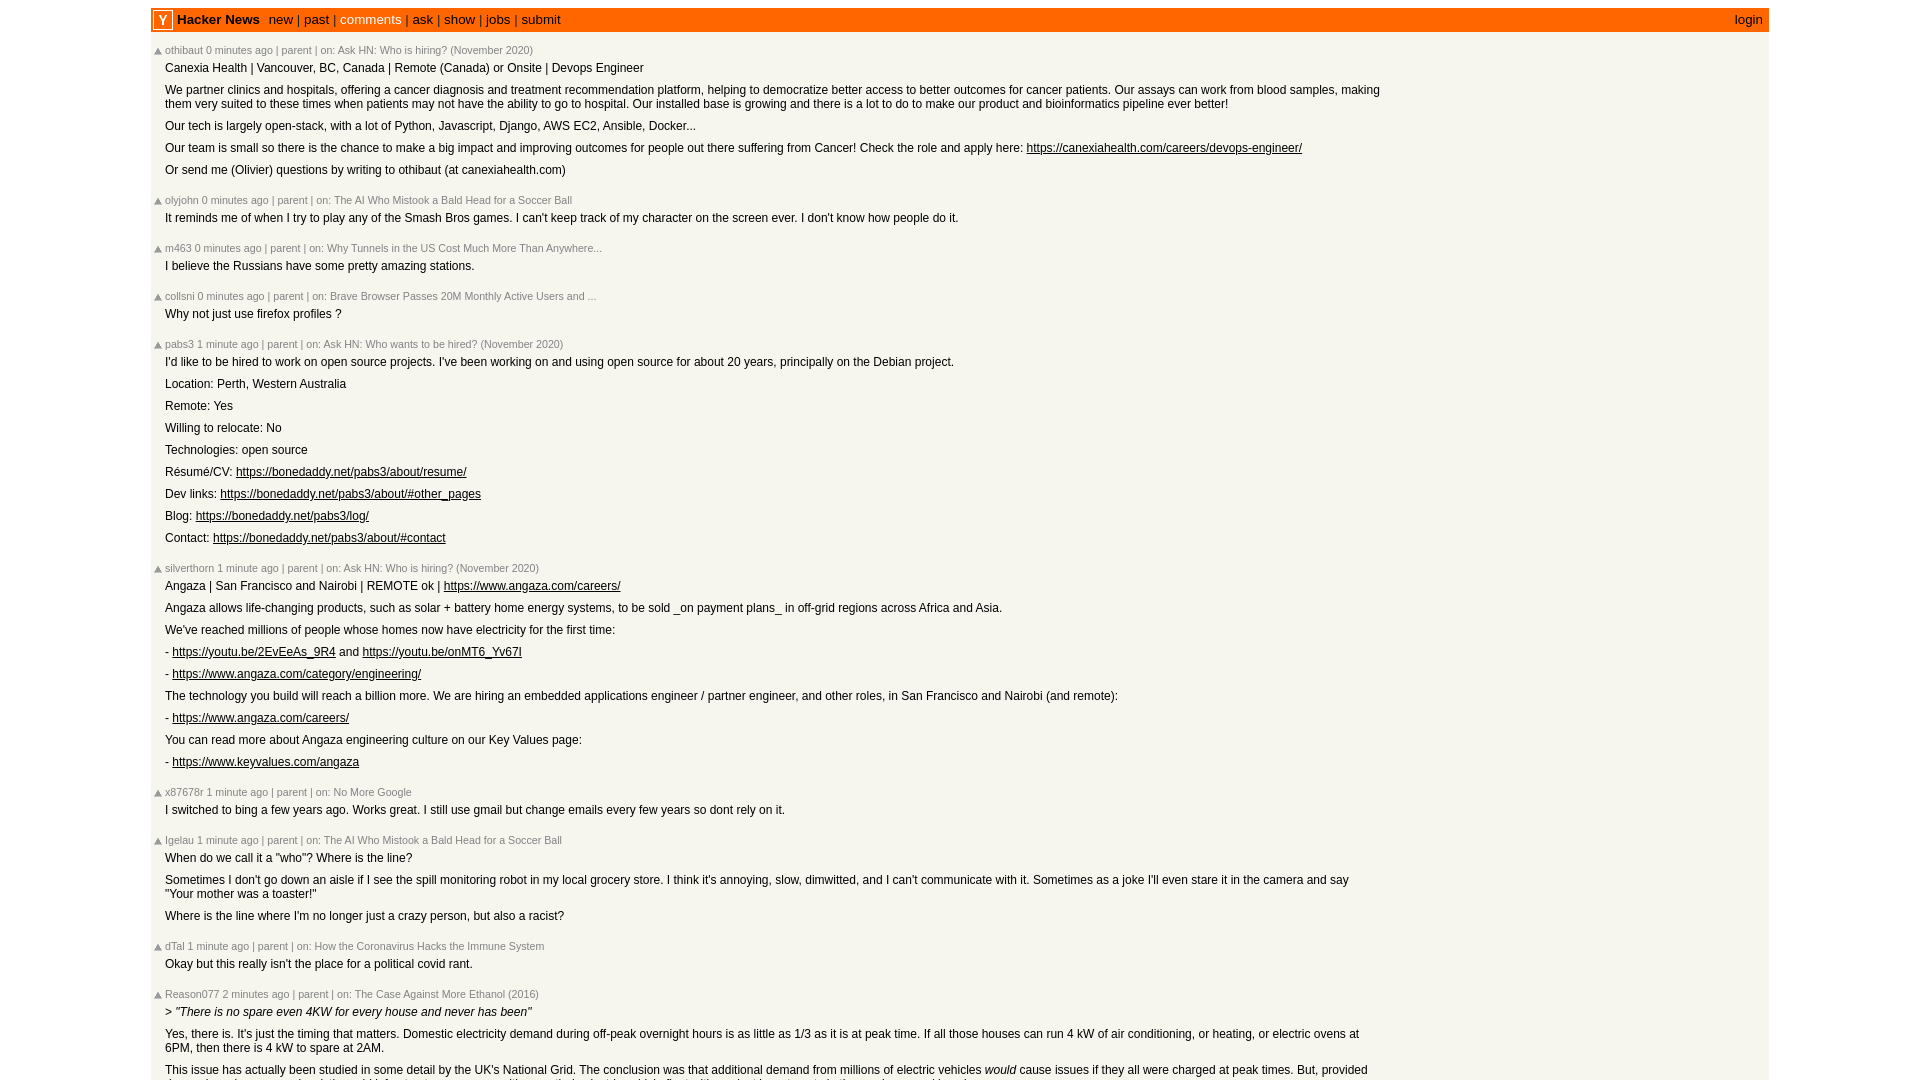 Y Hacker News new | past | comments | ask | show | jobs | submit login
othibaut 0 minutes ago | parent | on: Ask HN: Who is hiring? (November 2020)
Canexia Health | Vancouver, BC, Canada | Remote (Canada) or Onsite | Devops Engineer
We partner clinics and hospitals, offering a cancer diagnosis and treatment recommendation platform, helping to democratize better access to better outcomes for cancer patients. Our assays can work from blood samples, making
them very suited to these times when patients may not have the ability to go to hospital. Our installed base is growing and there is a lot to do to make our product and bioinformatics pipeline ever better!
Our tech is largely open-stack, with a lot of Python, Javascript, Django, AWS EC2, Ansible, Docker...
Our team is small so there is the chance to make a big impact and improving outcomes for people out there suffering from Cancer! Check the role and apply here: https://canexiahealth.com/careers/devops-engineer/
Or send me (Olivier) questions by writing to othibaut (at canexiahealth.com)
olyjohn 0 minutes ago | parent | on: The AI Who Mistook a Bald Head for a Soccer Ball
It reminds me of when I try to play any of the Smash Bros games. I can't keep track of my character on the screen ever. I don't know how people do it.
m463 0 minutes ago | parent | on: Why Tunnels in the US Cost Much More Than Anywhere...
I believe the Russians have some pretty amazing stations.
collsni 0 minutes ago | parent | on: Brave Browser Passes 20M Monthly Active Users and ...
Why not just use firefox profiles ?
pabs3 1 minute ago | parent | on: Ask HN: Who wants to be hired? (November 2020)
I'd like to be hired to work on open source projects. I've been working on and using open source for about 20 years, principally on the Debian project.
Location: Perth, Western Australia
Remote: Yes
Willing to relocate: No
Technologies: open source
Résumé/CV: https://bonedaddy.net/pabs3/about/resume/
Dev links: https://bonedaddy.net/pabs3/about/#other_pages
Blog: https://bonedaddy.net/pabs3/log/
Contact: https://bonedaddy.net/pabs3/about/#contact
silverthorn 1 minute ago | parent | on: Ask HN: Who is hiring? (November 2020)
Angaza | San Francisco and Nairobi | REMOTE ok | https://www.angaza.com/careers/
Angaza allows life-changing products, such as solar + battery home energy systems, to be sold _on payment plans_ in off-grid regions across Africa and Asia.
We've reached millions of people whose homes now have electricity for the first time:
- https://youtu.be/2EvEeAs_9R4 and https://youtu.be/onMT6_Yv67I
- https://www.angaza.com/category/engineering/
The technology you build will reach a billion more. We are hiring an embedded applications engineer / partner engineer, and other roles, in San Francisco and Nairobi (and remote):
- https://www.angaza.com/careers/
You can read more about Angaza engineering culture on our Key Values page:
- https://www.keyvalues.com/angaza
x87678r 1 minute ago | parent | on: No More Google
I switched to bing a few years ago. Works great. I still use gmail but change emails every few years so dont rely on it.
Igelau 1 minute ago | parent | on: The AI Who Mistook a Bald Head for a Soccer Ball
When do we call it a "who"? Where is the line?
Sometimes I don't go down an aisle if I see the spill monitoring robot in my local grocery store. I think it's annoying, slow, dimwitted, and I can't communicate with it. Sometimes as a joke I'll even stare it in the camera and say
"Your mother was a toaster!"
Where is the line where I'm no longer just a crazy person, but also a racist?
dTal 1 minute ago | parent | on: How the Coronavirus Hacks the Immune System
Okay but this really isn't the place for a political covid rant.
Reason077 2 minutes ago | parent | on: The Case Against More Ethanol (2016)
> "There is no spare even 4KW for every house and never has been"
Yes, there is. It's just the timing that matters. Domestic electricity demand during off-peak overnight hours is as little as 1/3 as it is at peak time. If all those houses can run 4 kW of air conditioning, or heating, or electric ovens at
6PM, then there is 4 kW to spare at 2AM.
This issue has actually been studied in some detail by the UK's National Grid. The conclusion was that additional demand from millions of electric vehicles would cause issues if they all were charged at peak times. But, provided